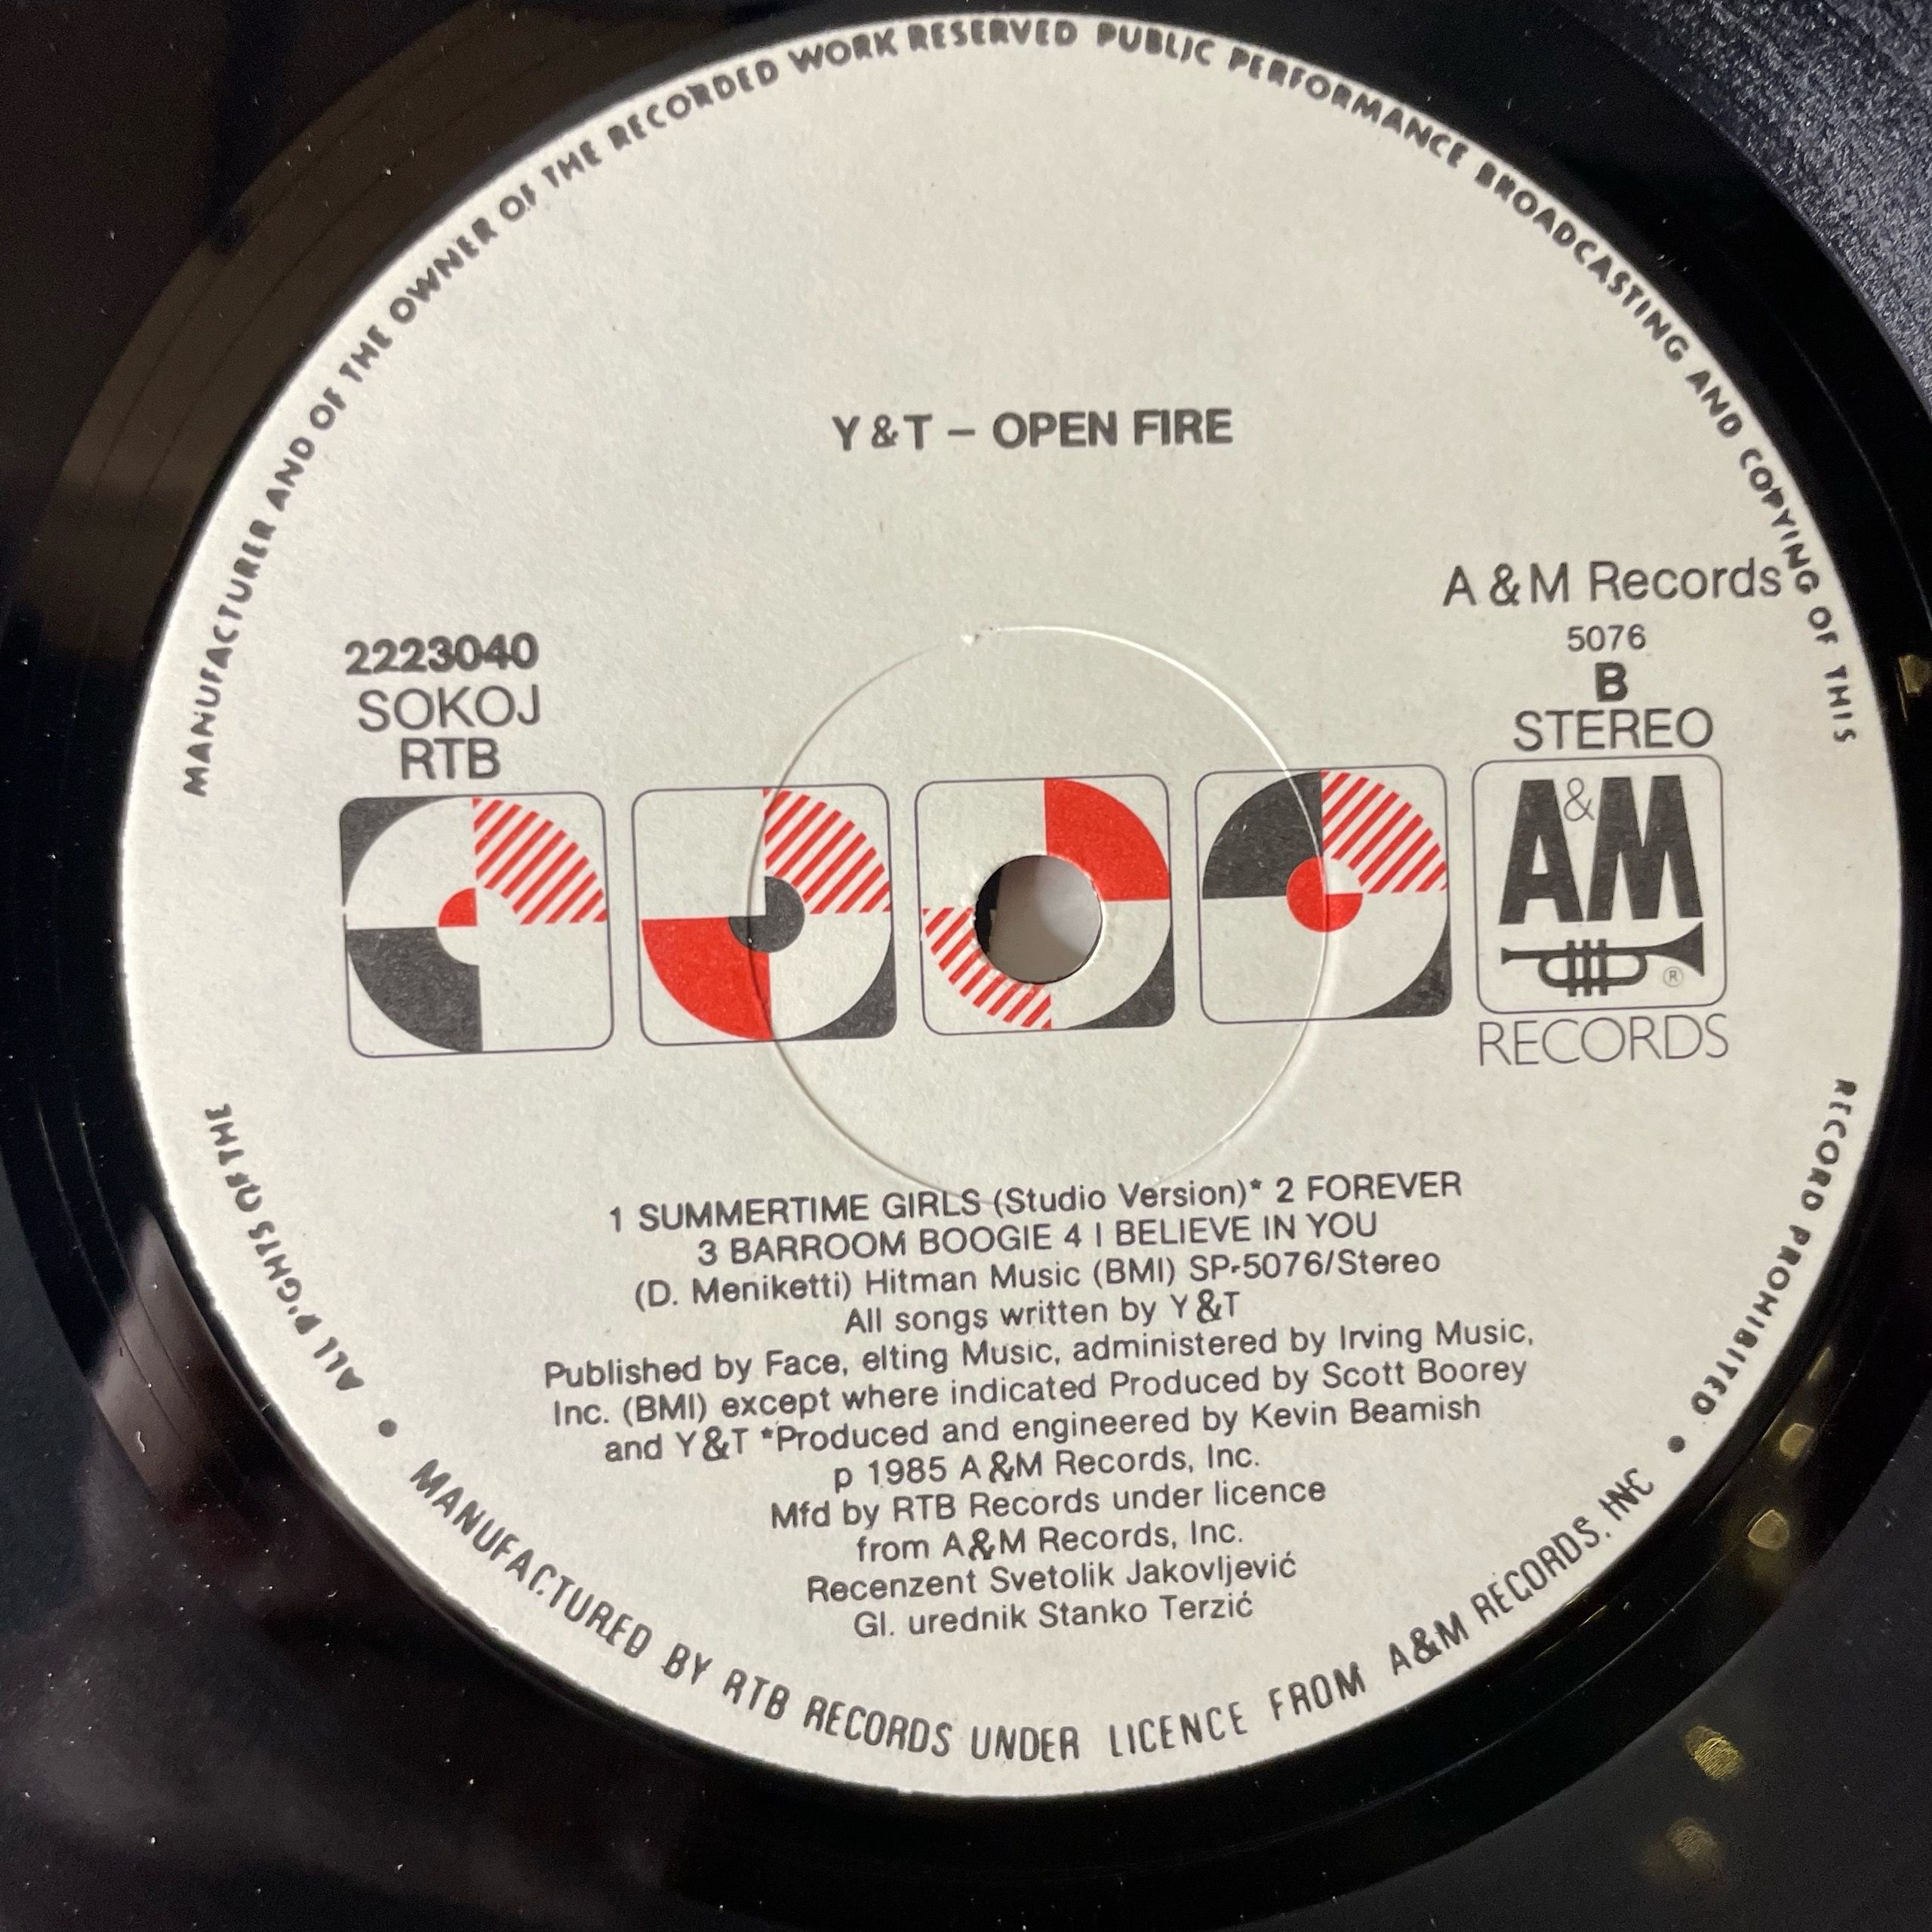 ALL RIGHTS OF THE MANUFACTURER AND OF THE OWNER OF THE RECORDED WORK RESERVED PUBLIC PERFORMANCE BROADCASTING AND COPYING OF THIS RECORD PROHIBITED
Y&T – OPEN FIRE
A&M Records
5076
B
STEREO
2223040
SOKOJ
RTB
A&M
®
RECORDS
1 SUMMERTIME GIRLS (Studio Version)* 2 FOREVER
3 BARROOM BOOGIE 4 I BELIEVE IN YOU
(D. Meniketti) Hitman Music (BMI) SP-5076/Stereo
All songs written by Y&T
Published by Face, elting Music, administered by Irving Music,
Inc. (BMI) except where indicated Produced by Scott Boorey
and Y&T *Produced and engineered by Kevin Beamish
p 1985 A&M Records, Inc.
Mfd by RTB Records under licence
from A&M Records, Inc.
Recenzent Svetolik Jakovljević
Gl. urednik Stanko Terzić
• MANUFACTURED BY RTB RECORDS UNDER LICENCE FROM A&M RECORDS, INC •